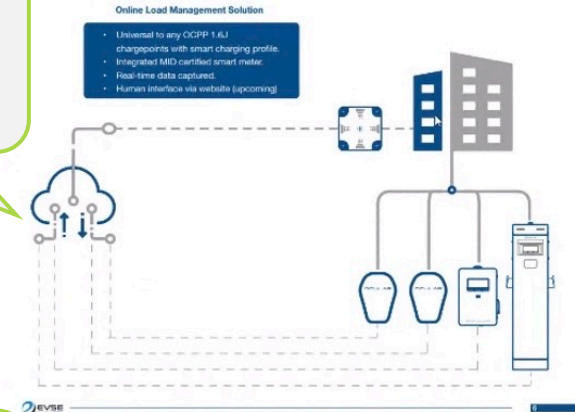 Online Load Management Solution
• Universal to any OCPP 1.6J
chargepoints with smart charging profile.
• Integrated MID certified smart meter.
• Real-time data captured.
• Human interface via website (upcoming)
EVSE